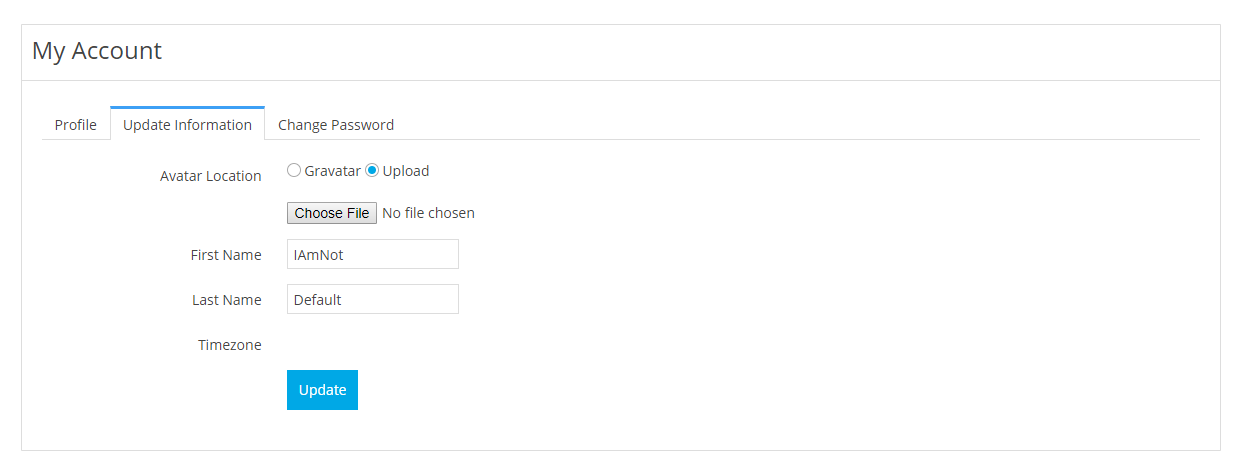 My Account
Profile Update Information Change Password
Avatar Location Gravatar Upload
Choose File No file chosen
First Name IAmNot
Last Name Default
Timezone
Update